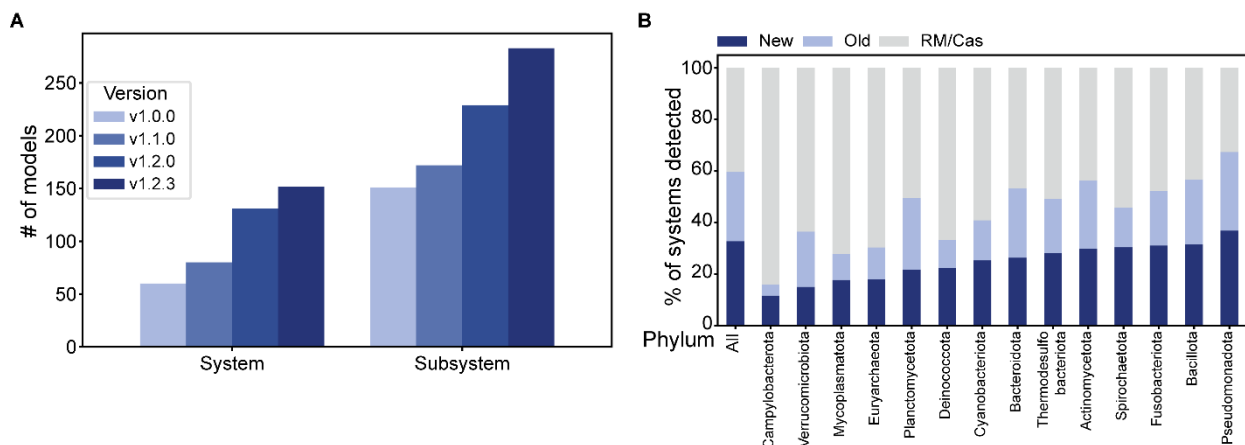 A
# of models
250
200
150
100
50
0
Version
v1.0.0
v1.1.0
v1.2.0
v1.2.3
System
Subsystem
B
New
Old
RM/Cas
% of systems detected
100
80
60
40
20
0
Phylum
All
Campylobacterota
Verrucomicrobiota
Mycoplasmatota
Euryarchaeota
Planctomycetota
Deinococcota
Cyanobacteriota
Bacteroidota
Thermodesulfo
bacteriota
Actinomycetota
Spirochaetota
Fusobacteriota
Bacillota
Pseudomonadota